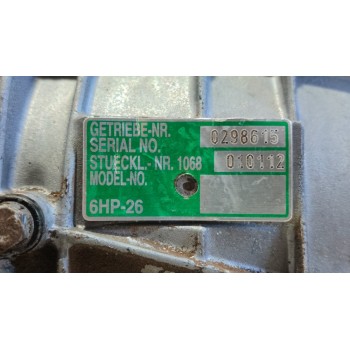 GETRIEBE-NR.
SERIAL NO. 0298615
STUECKL.- NR. 1068 010112
MODEL-NO.
6HP-26